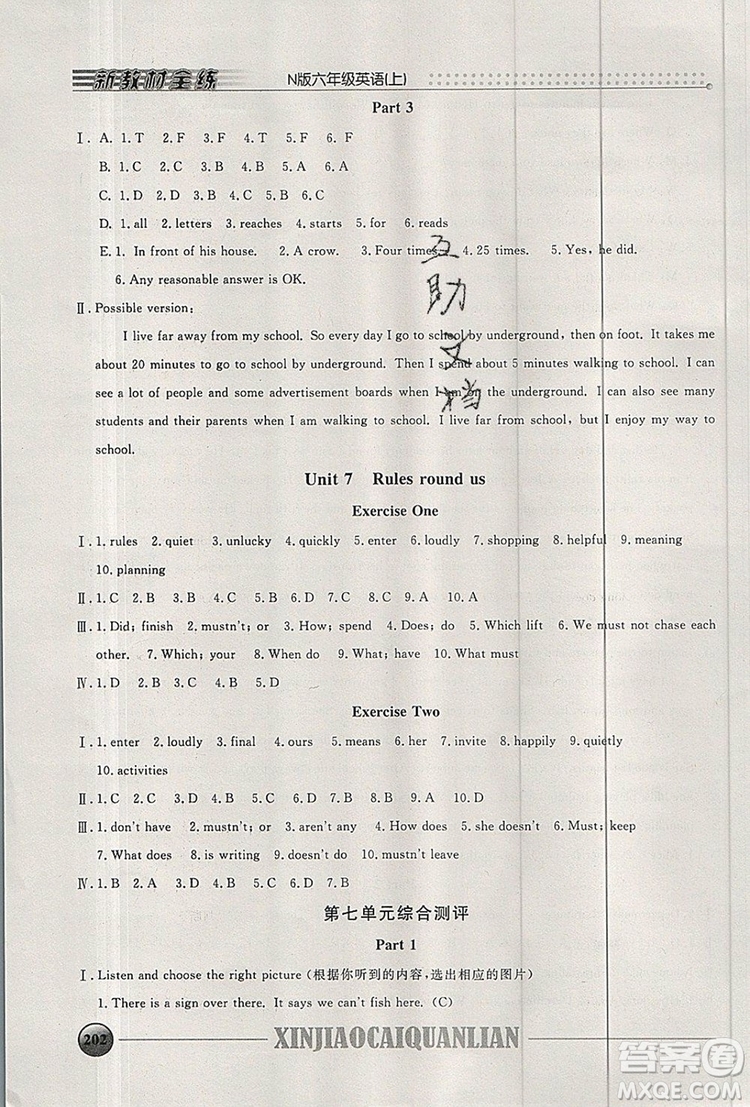 新教材全练
N版六年级英语(上)
Part 3
Ⅰ. A. 1. T 2. F 3. F 4. T 5. F
B. 1. C 2. C 3. A 4. C 5. A 6. A
C. 1. D 2. A 3. D 4. D 5. D
D. 1. all 2. letters 3. reaches 4. starts 5. for 6. reads
E. 1. In front of his house. 2. A crow. 3. Four times. 4. 25 times. 5. Yes, he did.
6. Any reasonable answer is OK.
Ⅱ. Possible version:
I live far away from my school. So every day I go to school by underground, then on foot. It takes me
about 20 minutes to go to school by underground. Then I spend about 5 minutes walking to school. I can
see a lot of people and some advertisement boards when I am on the underground. I can also see many
students and their parents when I am walking to school. I live far from school, but I enjoy my way to
school.
互助文档
Unit 7 Rules round us
Exercise One
Ⅰ. 1. rules 2. quiet 3. unlucky 4. quickly 5. enter 6. loudly 7. shopping 8. helpful 9. meaning
10. planning
Ⅱ. 1. C 2. B 3. B 4. D 5. C 6. C 7. D 8. C 9. B 10. A
Ⅲ. 1. Did; finish 2. mustn't; or 3. How; spend 4. Do 5. Which lift 6. We must not chase each
other. 7. Which; your 8. When do 9. What; rule 10. What must
Ⅳ. 1. D 2. A 3. B 4. B 5. D
Exercise Two
Ⅰ. 1. enter 2. loudly 3. final 4. ours 5. means 6. her 7. invite 8. happily 9. quietly
10. activities
Ⅱ. 1. C 2. C 3. D 4. B 5. A 6. B 7. A 8. B 9. C 10. D
Ⅲ. 1. don't have 2. mustn't; or 3. aren't any 4. How does 5. she doesn't 6. Must; keep
7. What does 8. is writing 9. doesn't do 10. mustn't leave
Ⅳ. 1. B 2. A 3. A 4. C 5. B
第七单元综合测评
Part 1
Ⅰ. Listen and choose the right picture (根据你听到的内容,选出相应的图片)
1. There is a sign over there. It says we can't fish here. (C)
202
XINJIAOCAIQUANLIAN
答案圈
MXQE.COM